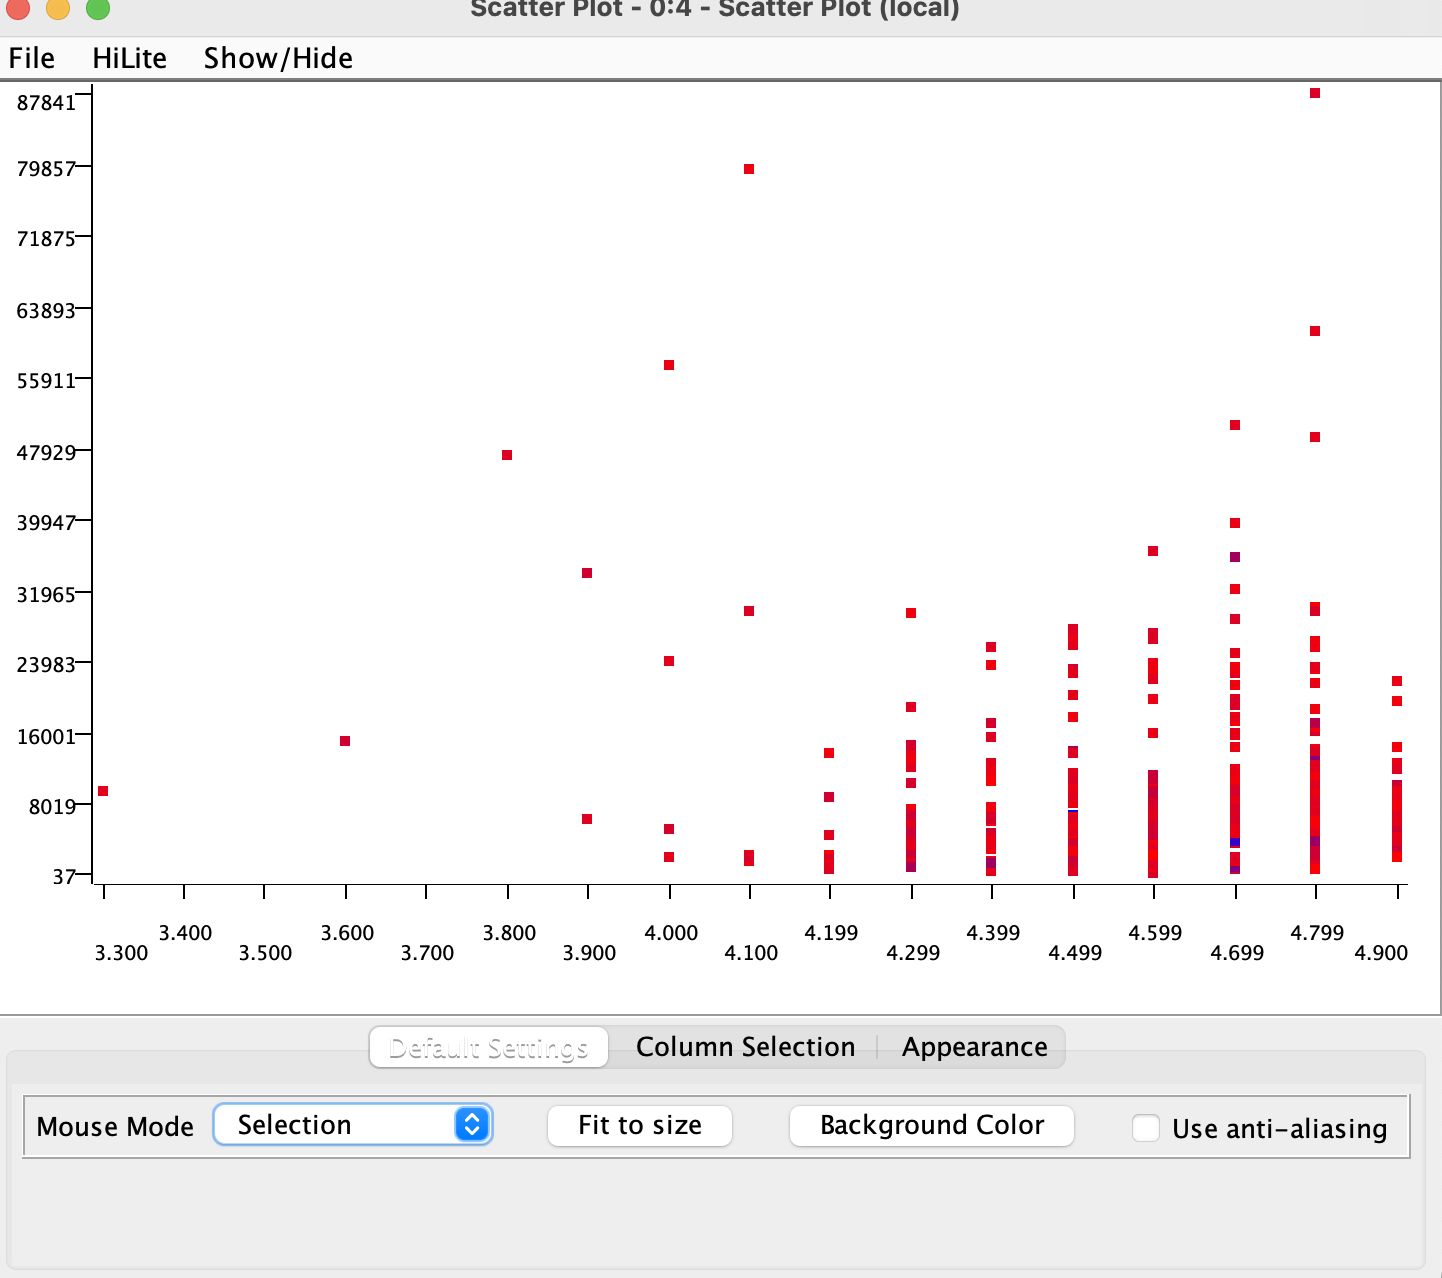 Scatter Plot - 0:4 - Scatter Plot (local)
File HiLite Show/Hide
87841
79857
71875
63893
55911
47929
39947
31965
23983
16001
8019
37
3.400 3.600 3.800 4.000 4.199 4.399 4.599 4.799
3.300 3.500 3.700 3.900 4.100 4.299 4.499 4.699 4.900
Default Settings Column Selection Appearance
Mouse Mode Selection Fit to size Background Color Use anti-aliasing